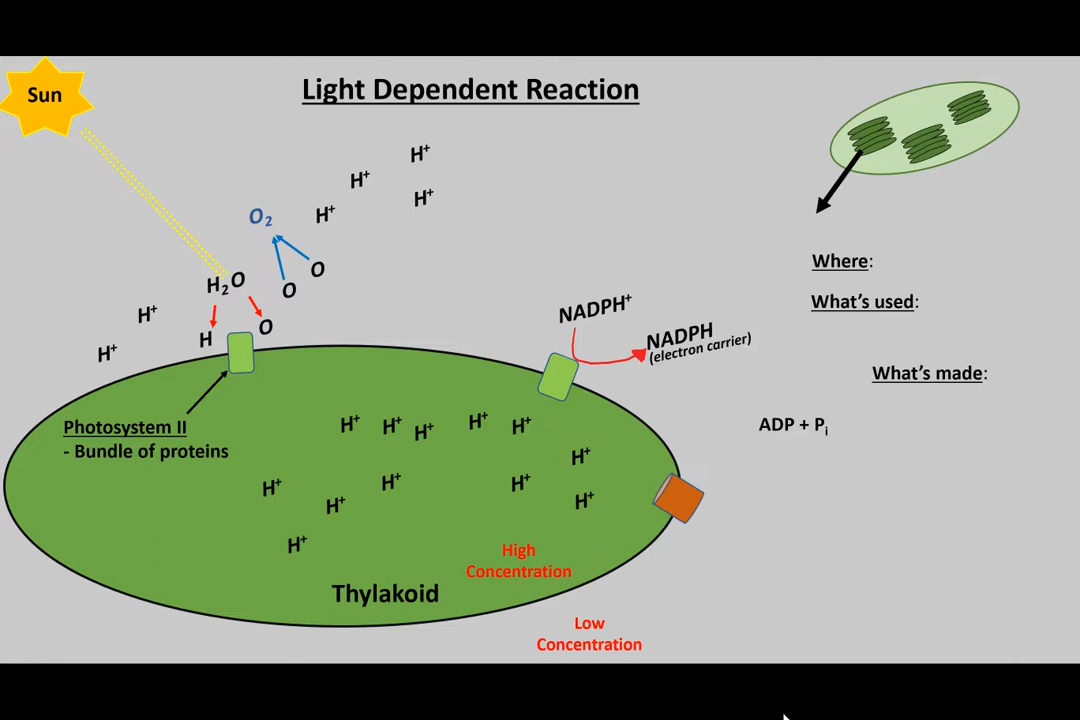 Sun
Light Dependent Reaction
H⁺
H⁺
H⁺
H⁺
O₂
O
O
H₂O
H
O
H⁺
H⁺
NADPH⁺
NADPH
(electron carrier)
Where:
What's used:
What's made:
ADP + Pᵢ
Photosystem II
- Bundle of proteins
H⁺
H⁺
H⁺
H⁺
H⁺
H⁺
H⁺
H⁺
H⁺
H⁺
H⁺
H⁺
High
Concentration
Thylakoid
Low
Concentration